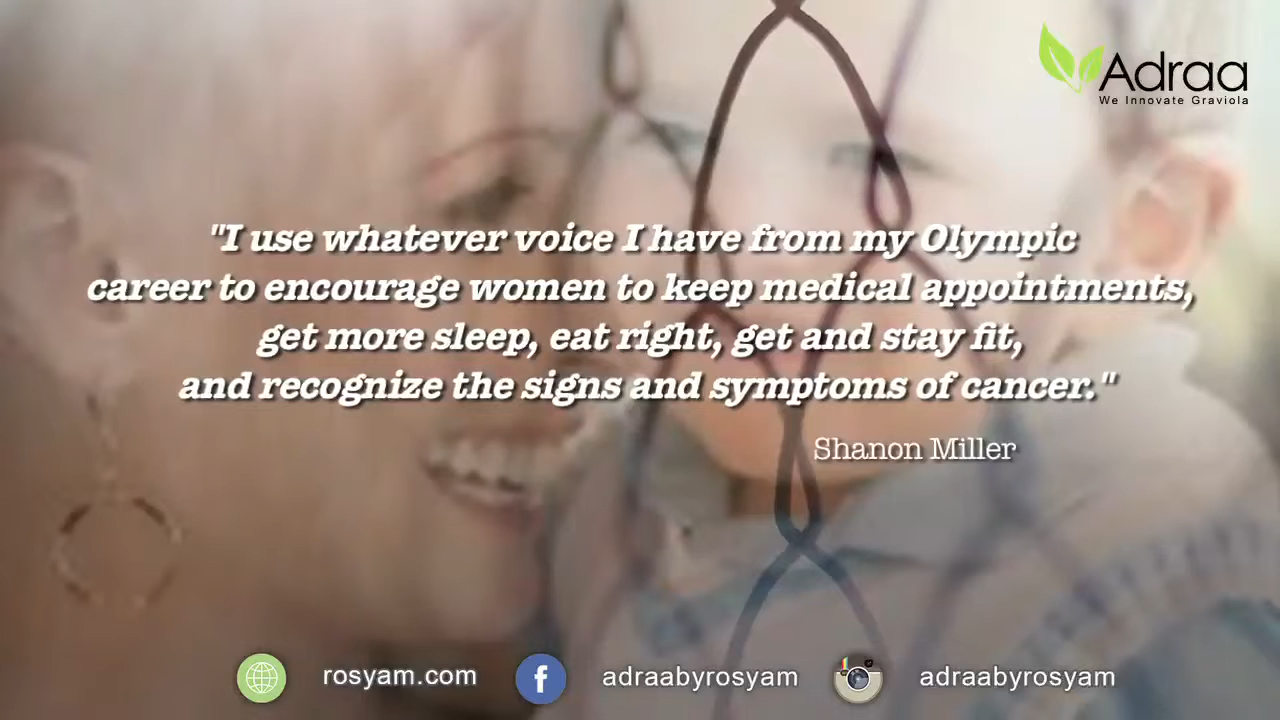 Adraa
We Innovate Graviola
"I use whatever voice I have from my Olympic
career to encourage women to keep medical appointments,
get more sleep, eat right, get and stay fit,
and recognize the signs and symptoms of cancer."
Shanon Miller
rosyam.com
adraabyrosyam
adraabyrosyam